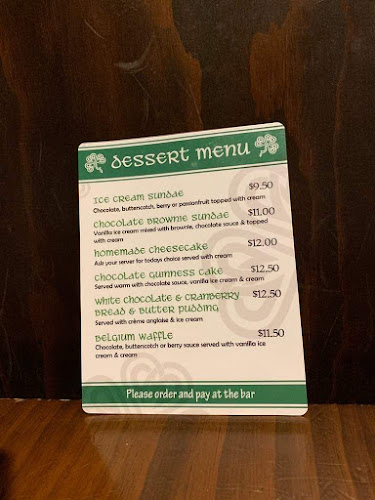 Dessert Menu
Ice Cream Sundae $9.50
Chocolate, butterscotch, berry or passionfruit topped with cream
Chocolate Brownie Sundae $11.00
Vanilla ice cream mixed with brownie, chocolate sauce & topped
with cream
Homemade Cheesecake $12.00
Ask your server for todays choice served with cream
Chocolate Guinness Cake $12.50
Served warm with chocolate sauce, vanilla ice cream & cream
White Chocolate & Cranberry $12.50
Bread & Butter Pudding
Served with crème anglaise & ice cream
Belgium Waffle $11.50
Chocolate, butterscotch or berry sauce served with vanilla ice
cream & cream
Please order and pay at the bar